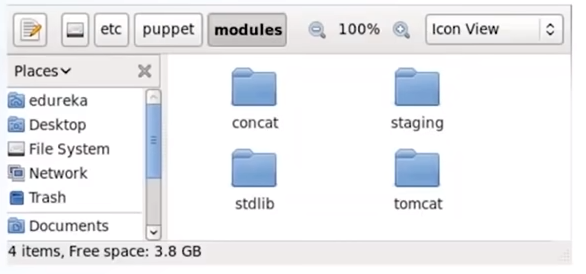 etc puppet modules 100% Icon View
Places
edureka
Desktop
File System
Network
Trash
Documents
concat staging
stdlib tomcat
4 items, Free space: 3.8 GB